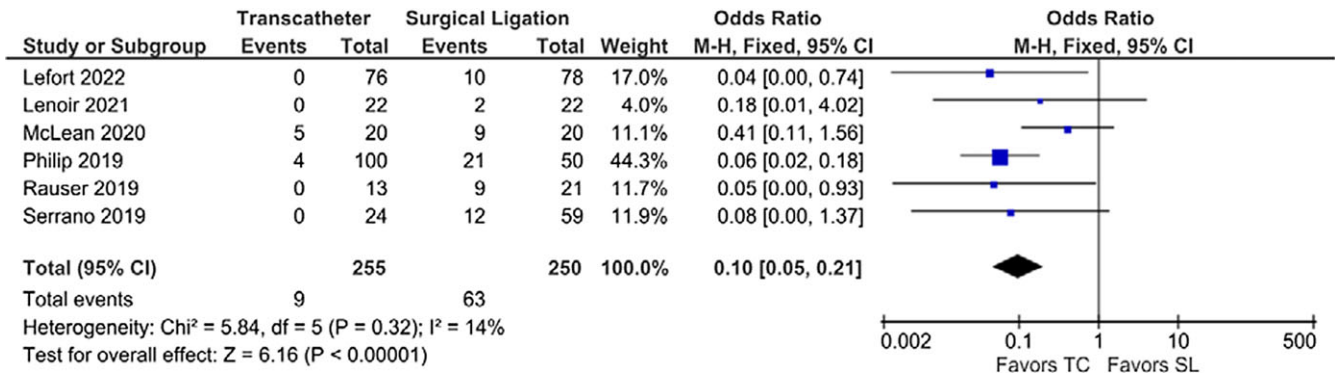 Transcatheter Surgical Ligation Odds Ratio Odds Ratio
Study or Subgroup Events Total Events Total Weight M-H, Fixed, 95% CI M-H, Fixed, 95% CI
Lefort 2022 0 76 10 78 17.0% 0.04 [0.00, 0.74]
Lenoir 2021 0 22 2 22 4.0% 0.18 [0.01, 4.02]
McLean 2020 5 20 9 20 11.1% 0.41 [0.11, 1.56]
Philip 2019 4 100 21 50 44.3% 0.06 [0.02, 0.18]
Rauser 2019 0 13 9 21 11.7% 0.05 [0.00, 0.93]
Serrano 2019 0 24 12 59 11.9% 0.08 [0.00, 1.37]
Total (95% CI) 255 250 100.0% 0.10 [0.05, 0.21]
Total events 9 63
Heterogeneity: Chi² = 5.84, df = 5 (P = 0.32); I² = 14%
Test for overall effect: Z = 6.16 (P < 0.00001)
0.002 0.1 1 10 500
Favors TC Favors SL